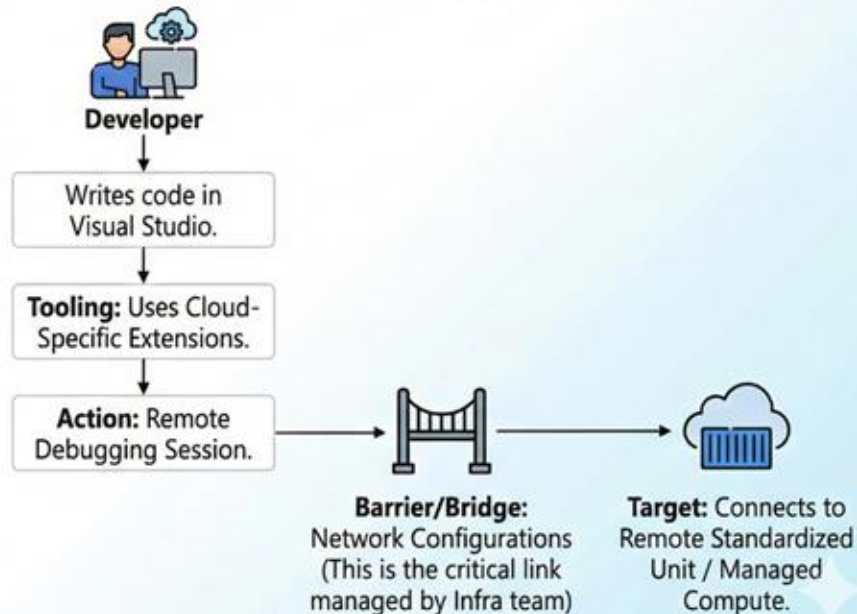 Developer
Writes code in
Visual Studio.
Tooling: Uses Cloud-
Specific Extensions.
Action: Remote
Debugging Session.
Barrier/Bridge:
Network Configurations
(This is the critical link
managed by Infra team)
Target: Connects to
Remote Standardized
Unit / Managed
Compute.